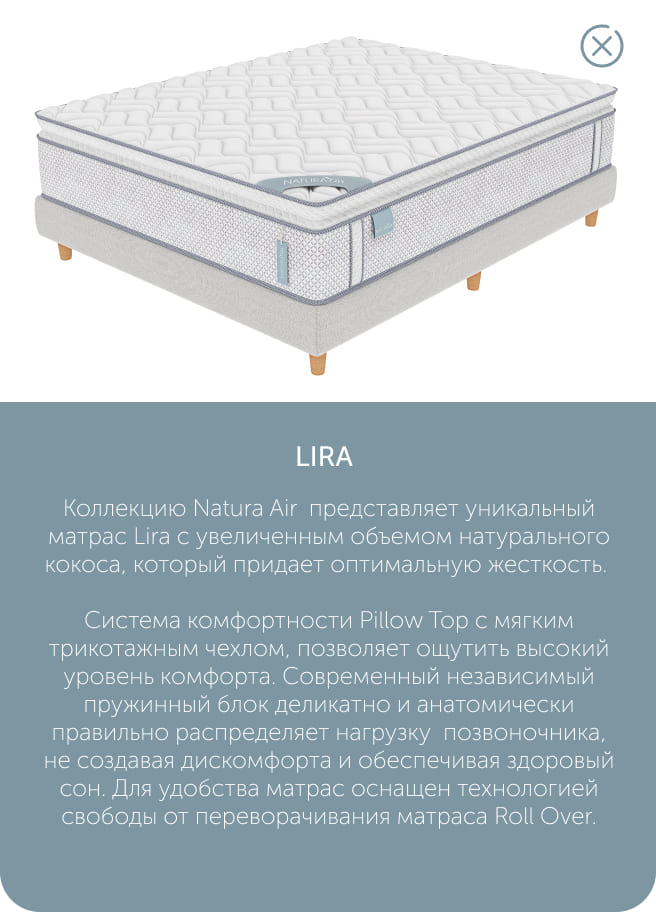 NATURA AIR
LIRA
Коллекцию Natura Air представляет уникальный
матрас Lira с увеличенным объемом натурального
кокоса, который придает оптимальную жесткость.
Система комфортности Pillow Top с мягким
трикотажным чехлом, позволяет ощутить высокий
уровень комфорта. Современный независимый
пружинный блок деликатно и анатомически
правильно распределяет нагрузку позвоночника,
не создавая дискомфорта и обеспечивая здоровый
сон. Для удобства матрас оснащен технологией
свободы от переворачивания матраса Roll Over.